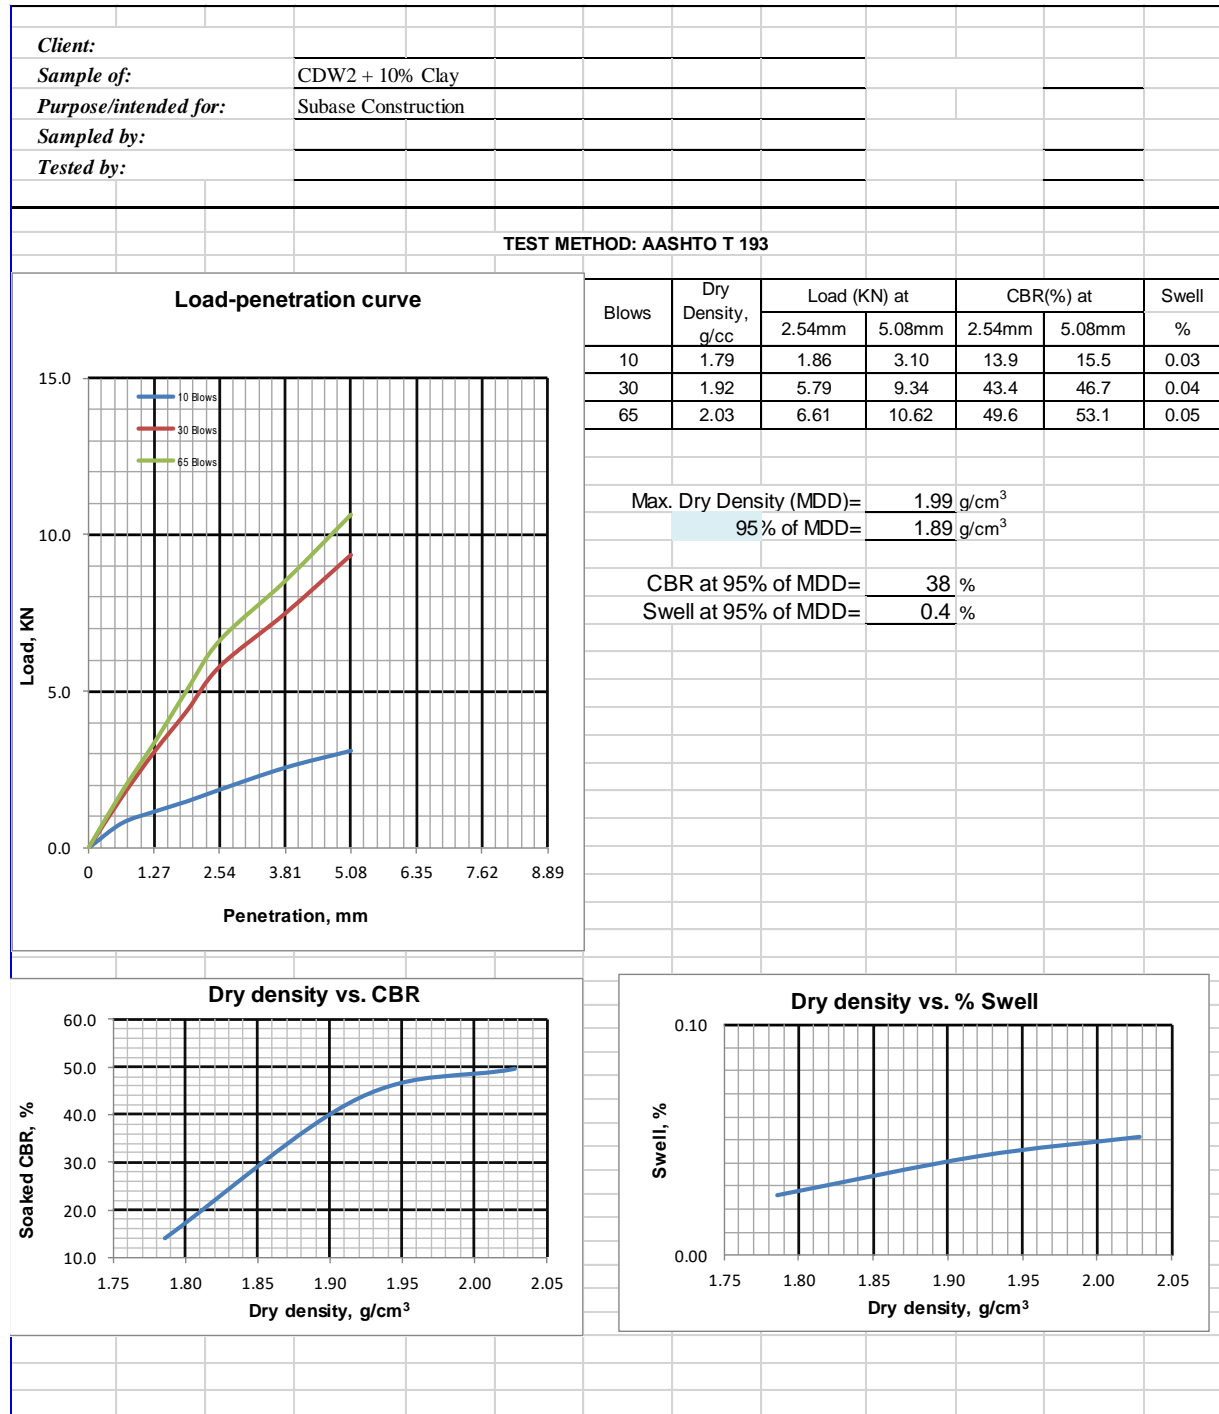 Client:
Sample of: CDW2 + 10% Clay
Purpose/intended for: Subase Construction
Sampled by:
Tested by:
TEST METHOD: AASHTO T 193
Load-penetration curve
15.0
10.0
5.0
0.0
10 Blows
30 Blows
65 Blows
Load, KN
0 1.27 2.54 3.81 5.08 6.35 7.62 8.89
Penetration, mm
Blows Dry Density, g/cc Load (KN) at CBR(%) at Swell
2.54mm 5.08mm 2.54mm 5.08mm %
10 1.79 1.86 3.10 13.9 15.5 0.03
30 1.92 5.79 9.34 43.4 46.7 0.04
65 2.03 6.61 10.62 49.6 53.1 0.05
Max. Dry Density (MDD)= 1.99 g/cm³
95% of MDD= 1.89 g/cm³
CBR at 95% of MDD= 38 %
Swell at 95% of MDD= 0.4 %
Dry density vs. CBR
60.0
50.0
40.0
30.0
20.0
10.0
Soaked CBR, %
1.75 1.80 1.85 1.90 1.95 2.00 2.05
Dry density, g/cm³
Dry density vs. % Swell
0.10
0.00
Swell, %
1.75 1.80 1.85 1.90 1.95 2.00 2.05
Dry density, g/cm³